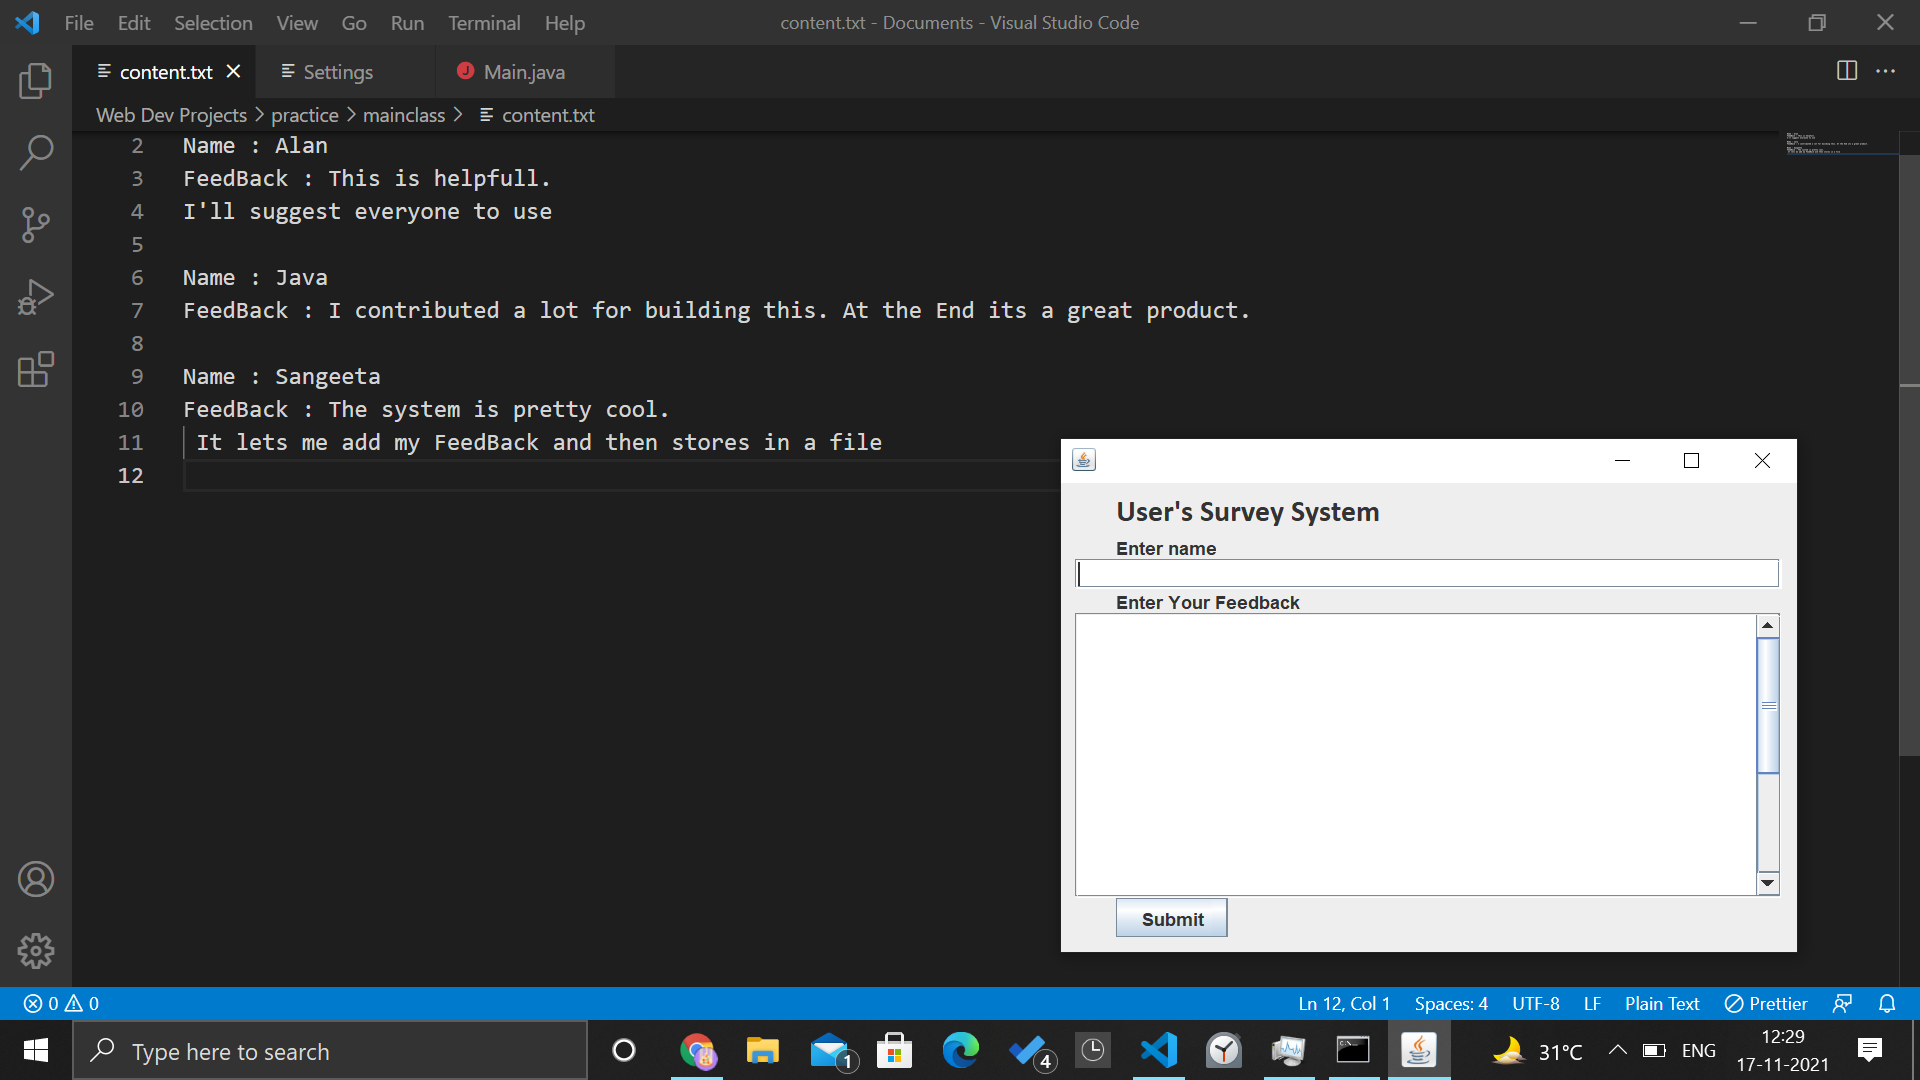 File Edit Selection View Go Run Terminal Help
content.txt - Documents - Visual Studio Code
content.txt
Settings
Main.java
Web Dev Projects > practice > mainclass > content.txt
2 Name : Alan
3 FeedBack : This is helpfull.
4 I'll suggest everyone to use
5
6 Name : Java
7 FeedBack : I contributed a lot for building this. At the End its a great product.
8
9 Name : Sangeeta
10 FeedBack : The system is pretty cool.
11 It lets me add my FeedBack and then stores in a file
12
User's Survey System
Enter name
Enter Your Feedback
Submit
0 0
Ln 12, Col 1 Spaces: 4 UTF-8 LF Plain Text Prettier
Type here to search
1
4
31°C
ENG
12:29
17-11-2021